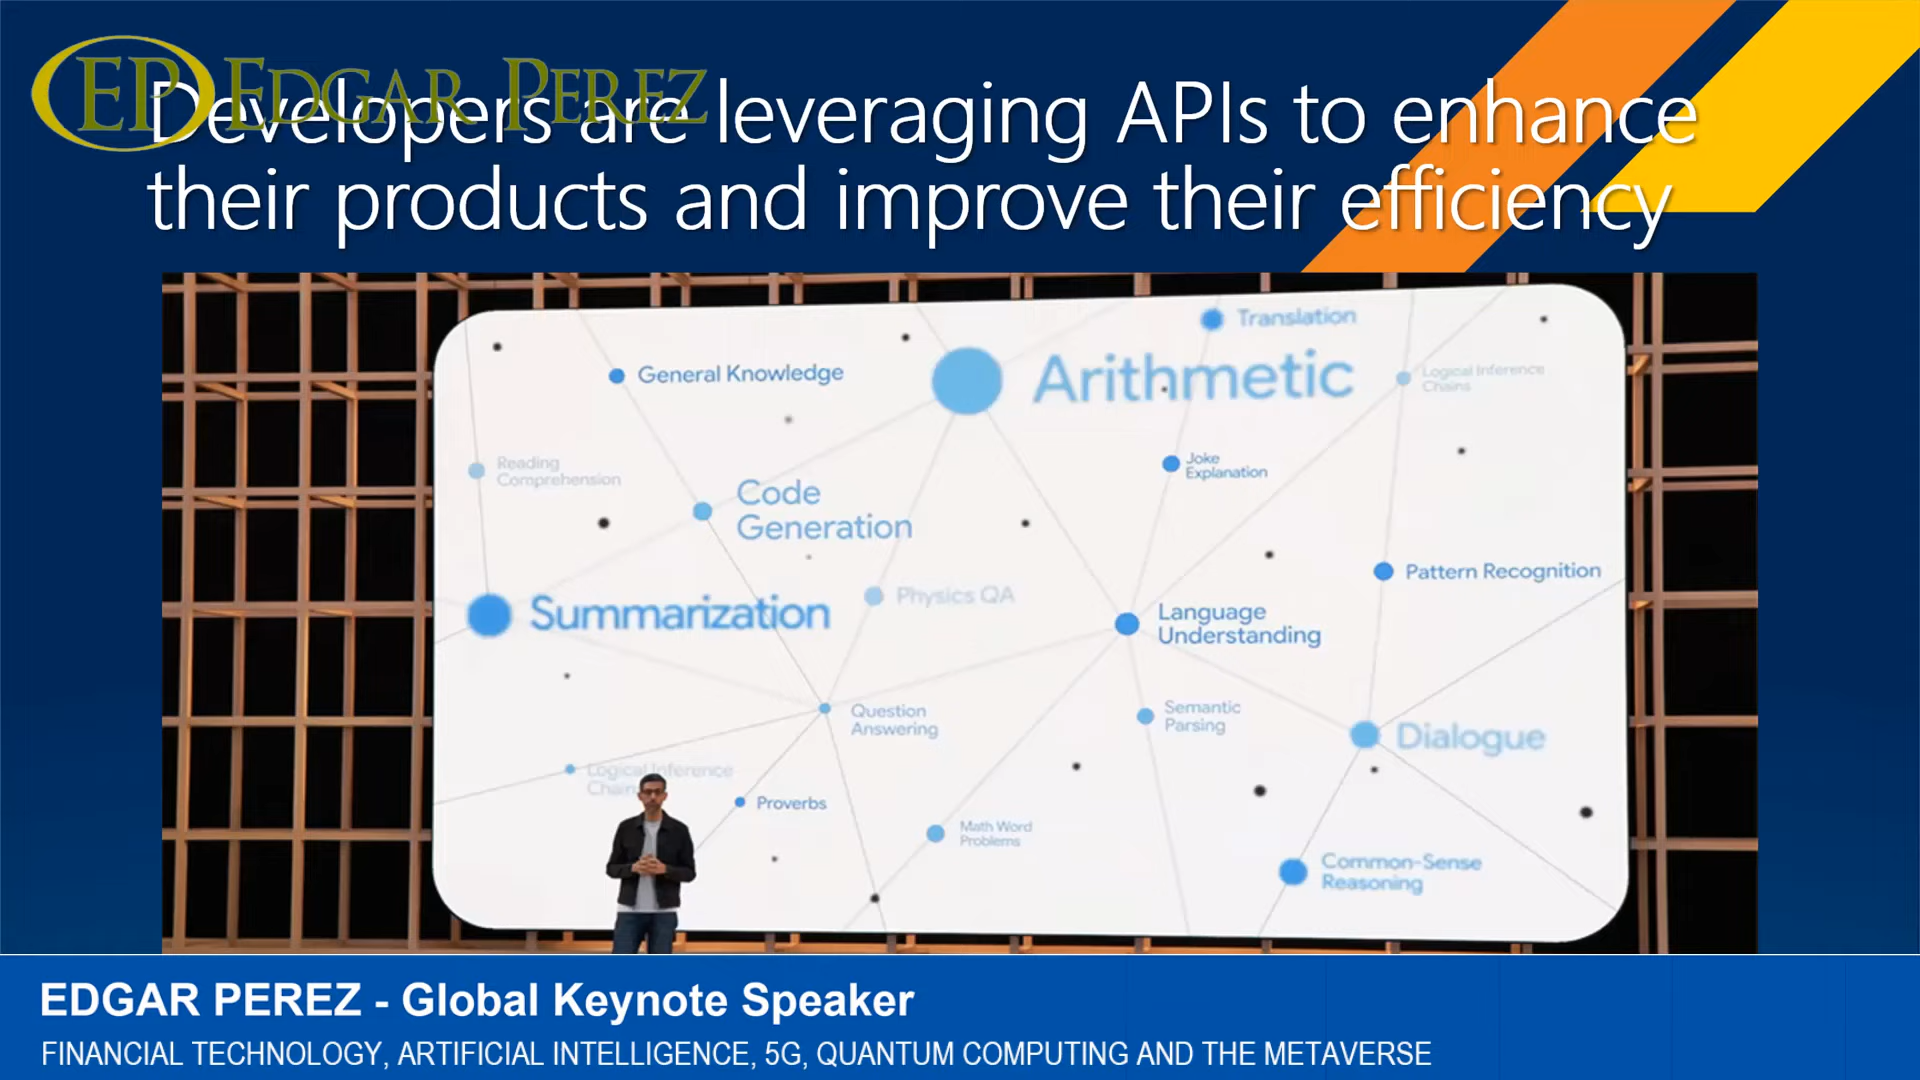 EP EDGAR PEREZ
Developers are leveraging APIs to enhance
their products and improve their efficiency
Translation
General Knowledge
Arithmetic
Logical Inference
Chains
Reading
Comprehension
Joke
Explanation
Code
Generation
Pattern Recognition
Summarization
Physics QA
Language
Understanding
Question
Answering
Semantic
Parsing
Dialogue
Logical Inference
Chains
Proverbs
Math Word
Problems
Common-Sense
Reasoning
EDGAR PEREZ - Global Keynote Speaker
FINANCIAL TECHNOLOGY, ARTIFICIAL INTELLIGENCE, 5G, QUANTUM COMPUTING AND THE METAVERSE